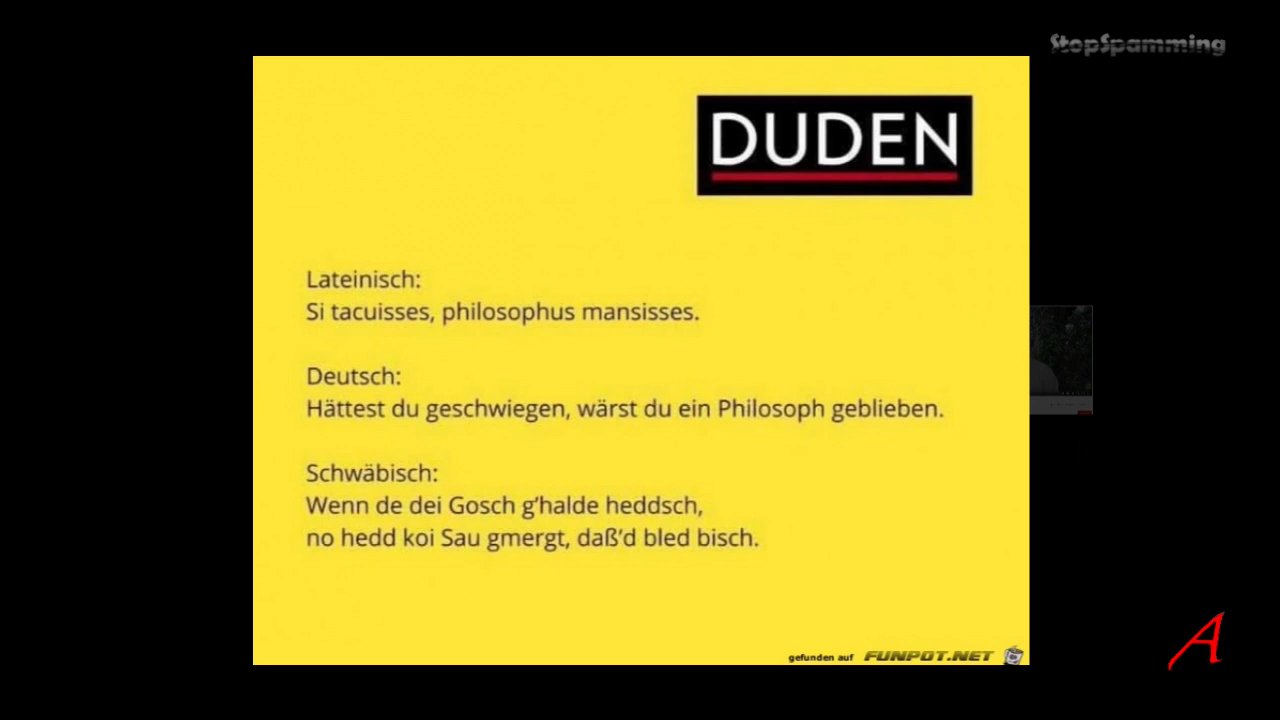 StopSpamming
DUDEN
Lateinisch:
Si tacuisses, philosophus mansisses.
Deutsch:
Hättest du geschwiegen, wärst du ein Philosoph geblieben.
Schwäbisch:
Wenn de dei Gosch g’halde heddsch,
no hedd koi Sau gmergt, daß’d bled bisch.
gefunden auf FUNPOT.NET
A